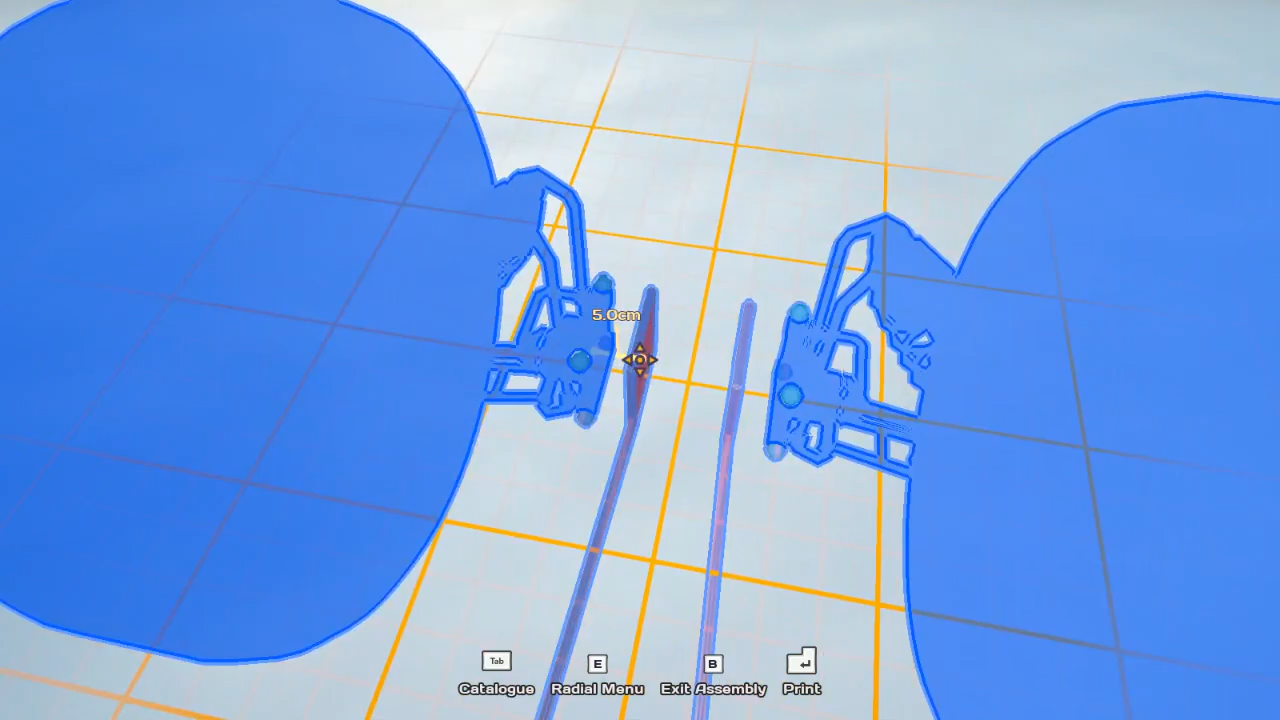 5.0cm
Tab
E
B
Catalogue
Radial Menu
Exit Assembly
Print